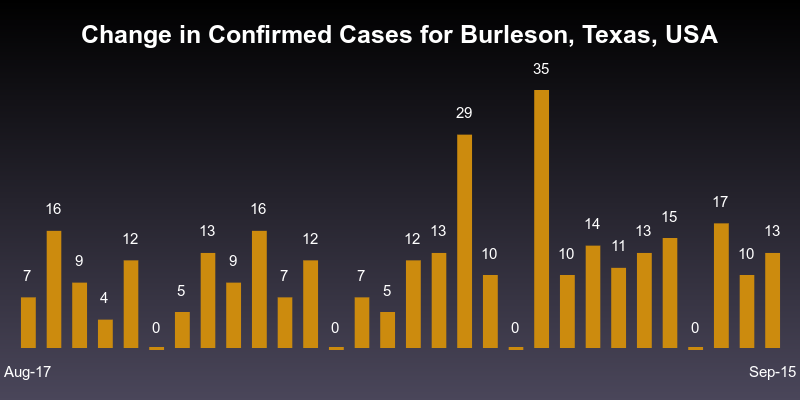 Change in Confirmed Cases for Burleson, Texas, USA
7 16 9 4 12 0 5 13 9 16 7 12 0 7 5 12 13 29 10 0 35 10 14 11 13 15 0 17 10 13
Aug-17 Sep-15